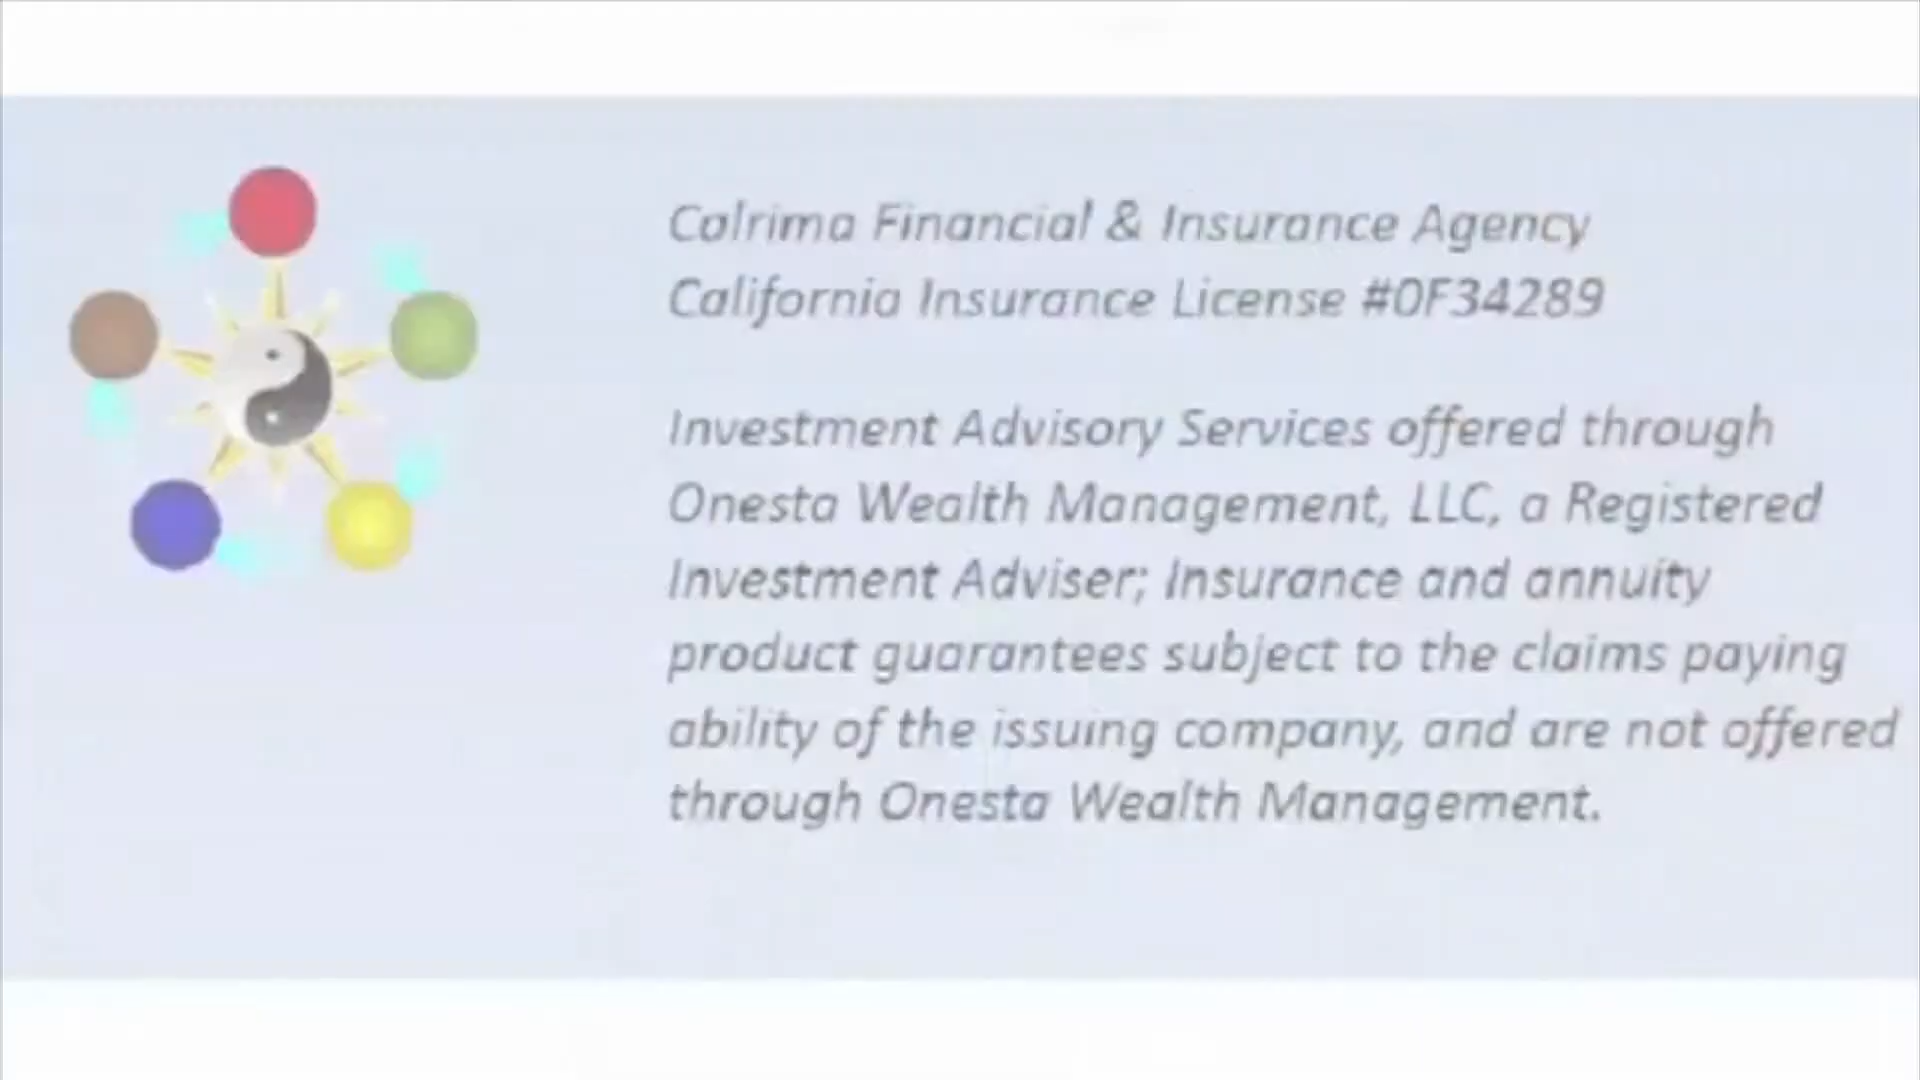 Calrima Financial & Insurance Agency
California Insurance License #0F34289
Investment Advisory Services offered through
Onesta Wealth Management, LLC, a Registered
Investment Adviser; Insurance and annuity
product guarantees subject to the claims paying
ability of the issuing company, and are not offered
through Onesta Wealth Management.